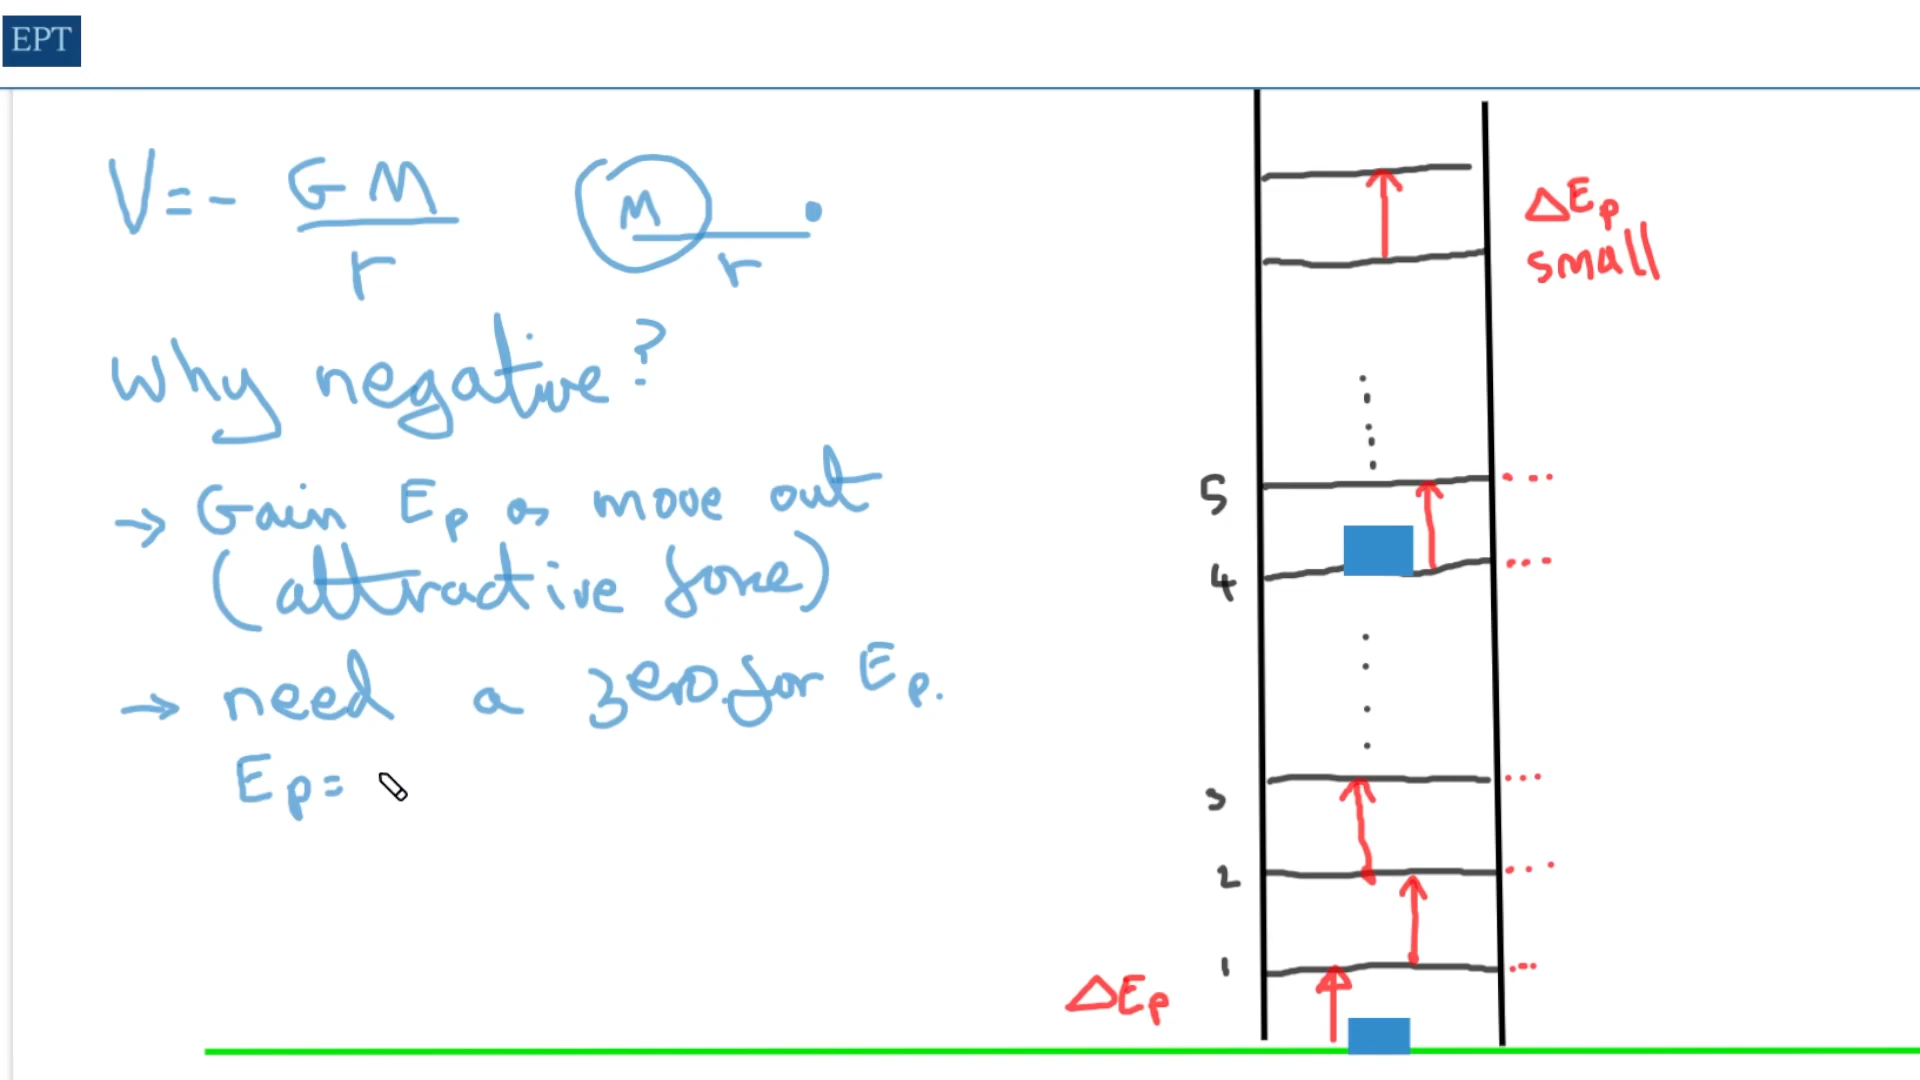 EPT
V = - GM
r
M
r
Why negative?
→ Gain Ep as move out
(attractive force)
→ need a zero for Ep.
Ep =
ΔEp
small
5
4
3
2
1
ΔEp